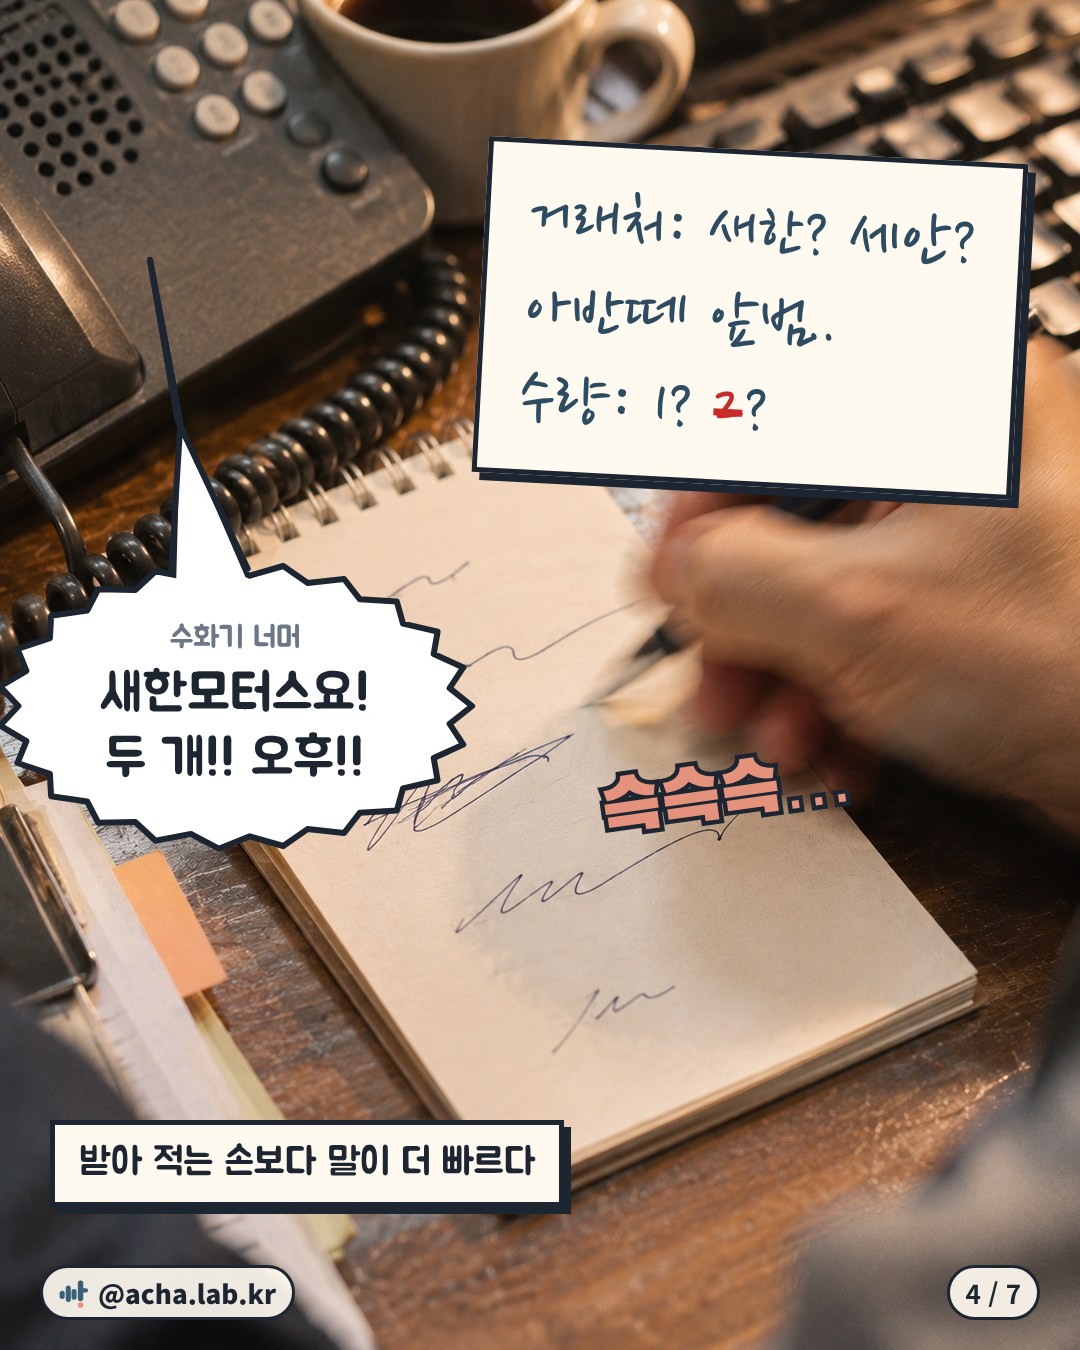 거래처: 새한? 세안?
아반떼 앞범.
수량: 1? 2?
수화기 너머
새한모터스요!
두 개!! 오후!!
슥슥슥...
받아 적는 손보다 말이 더 빠르다
@acha.lab.kr
4 / 7